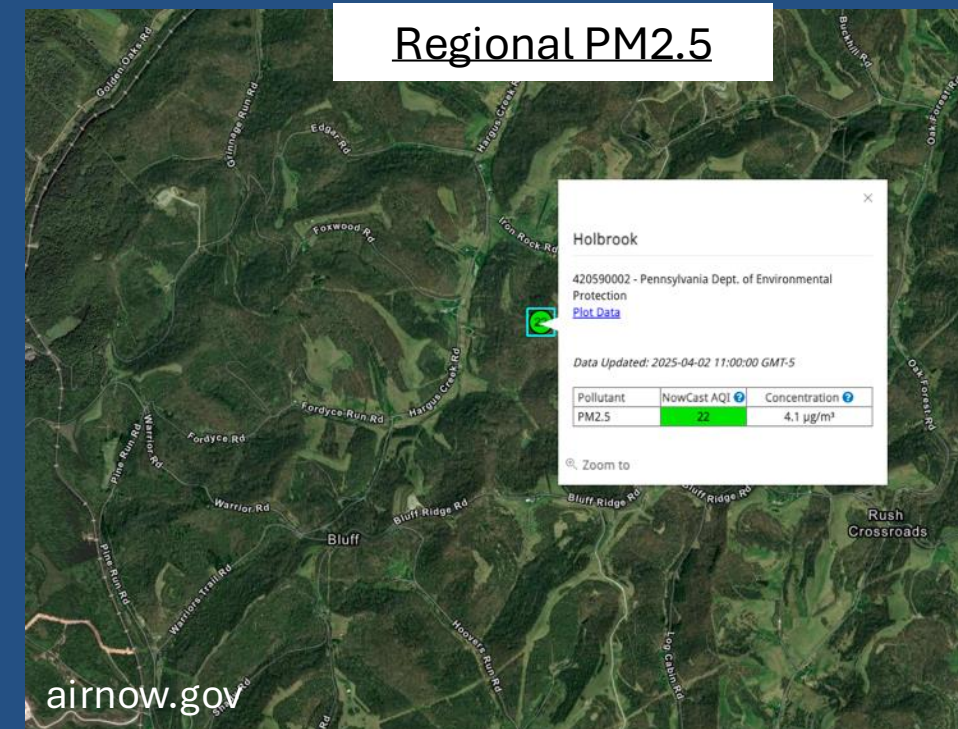 Regional PM2.5
Golden Oaks Rd
Buckhill Rd
Grinnage Run Rd
Edgar Rd
Hargus Creek R
Oak Forest Rd
Foxwood Rd
Iron Rock Rd
×
Holbrook
420590002 - Pennsylvania Dept. of Environmental
Protection
Plot Data
Data Updated: 2025-04-02 11:00:00 GMT-5
Pollutant NowCast AQI ? Concentration ?
PM2.5 22 4.1 µg/m³
Zoom to
Hargus Creek Rd
Oak Forest Rd
Fordyce Run Rd
Fordyce Rd
Warrior Rd
Pine Run Rd
Warrior Rd
Bluff Ridge Rd
Bluff Ridge Rd
Bluff Ridge Rd
Bluff
Rush
Crossroads
Pine Run Rd
Warriors Trail Rd
Hoovers Run Rd
Log Cabin Rd
airnow.gov
Rd
Rd